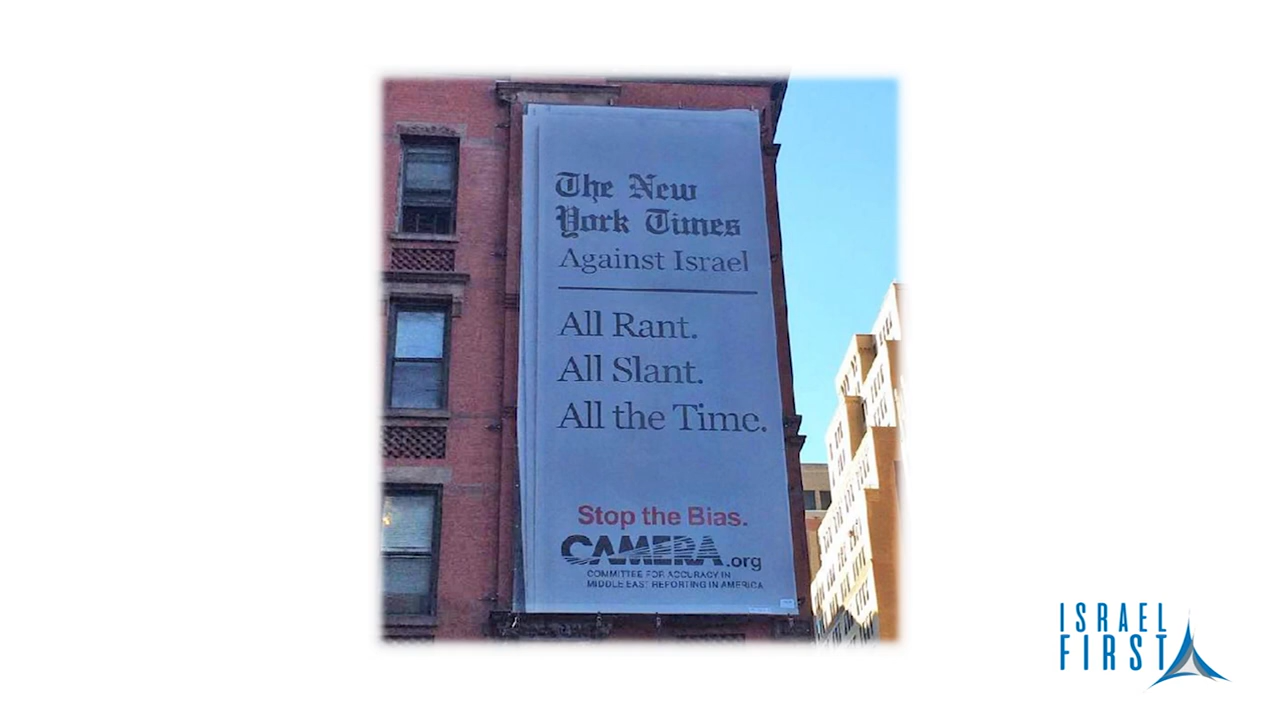 The New
York Times
Against Israel
All Rant.
All Slant.
All the Time.
Stop the Bias.
CAMERA.org
COMMITTEE FOR ACCURACY IN
MIDDLE EAST REPORTING IN AMERICA
ISRAEL
FIRST